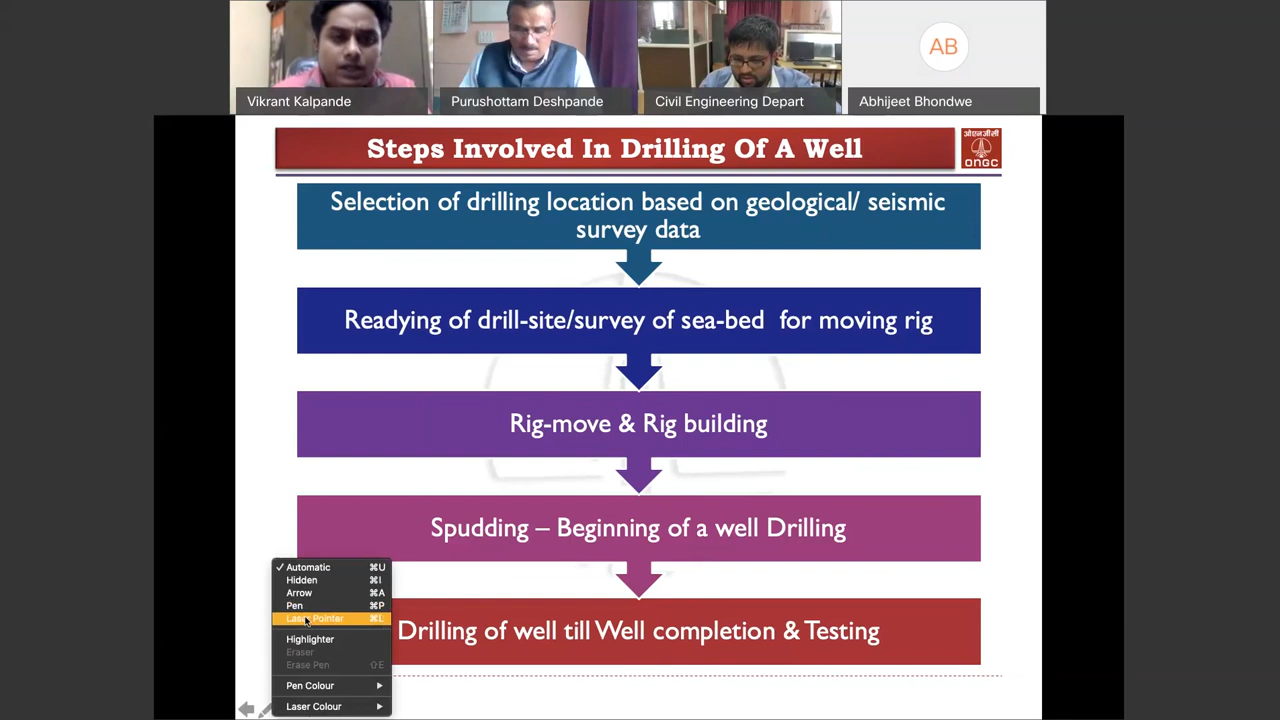 AB
Vikrant Kalpande
Purushottam Deshpande
Civil Engineering Depart
Abhijeet Bhondwe
Steps Involved In Drilling Of A Well
ओ एन जी सी
ONGC
Selection of drilling location based on geological/ seismic
survey data
Readying of drill-site/survey of sea-bed for moving rig
Rig-move & Rig building
Spudding – Beginning of a well Drilling
Drilling of well till Well completion & Testing
✓ Automatic ⌘U
Hidden ⌘I
Arrow ⌘A
Pen ⌘P
Laser Pointer ⌘L
Highlighter
Eraser
Erase Pen ⇧E
Pen Colour
Laser Colour